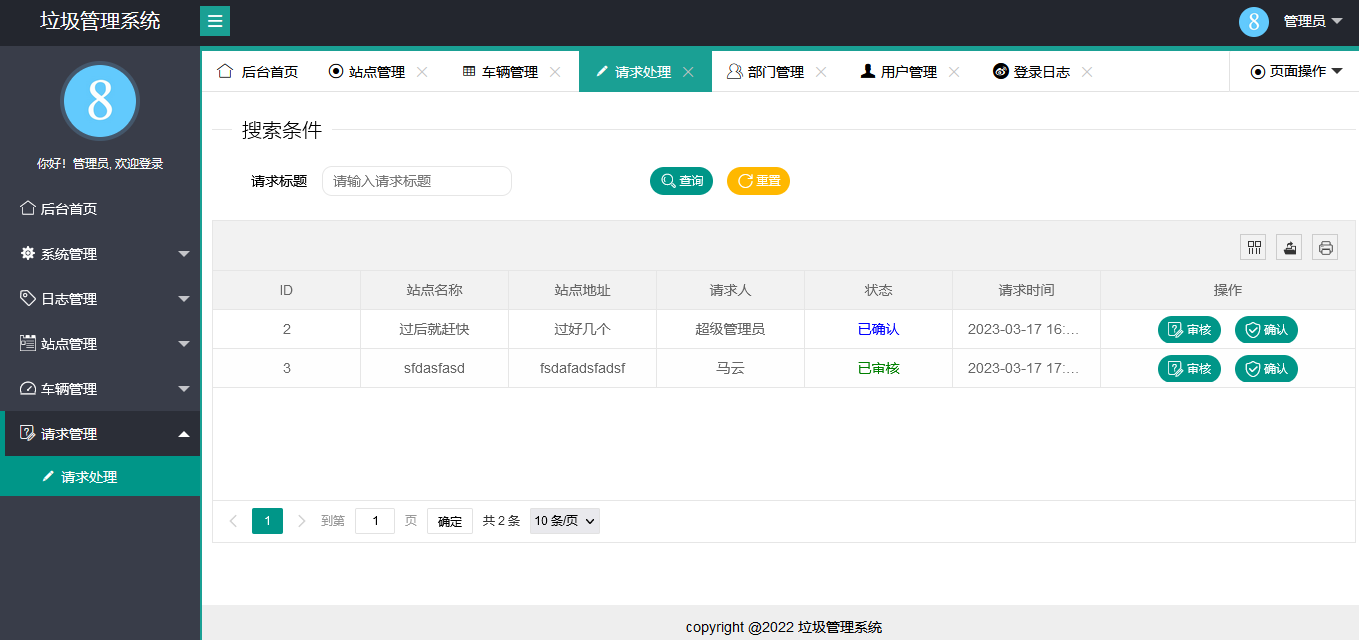 垃圾管理系统
8 管理员
8
你好！管理员, 欢迎登录
后台首页
系统管理
日志管理
站点管理
车辆管理
请求管理
请求处理
后台首页 站点管理 车辆管理 请求处理 部门管理 用户管理 登录日志 页面操作
搜索条件
请求标题 请输入请求标题 查询 重置
ID 站点名称 站点地址 请求人 状态 请求时间 操作
2 过后就赶快 过好几个 超级管理员 已确认 2023-03-17 16:... 审核 确认
3 sfdasfasd fsdafadsfadsf 马云 已审核 2023-03-17 17:... 审核 确认
1 到第 1 页 确定 共 2 条 10 条/页
copyright @2022 垃圾管理系统